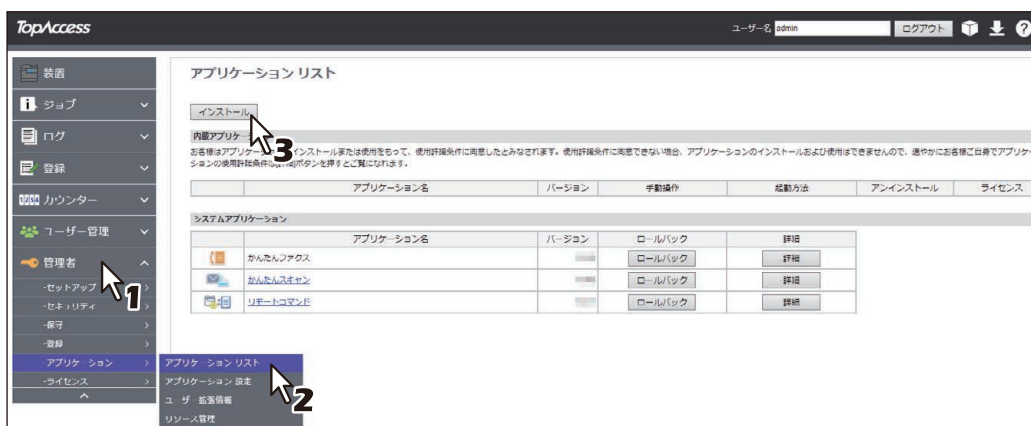 TopAccess
ユーザー名 admin ログアウト
装置
ジョブ
ログ
登録
カウンター
ユーザー管理
管理者
-セットアップ
-セキュリティ
-保守
-登録
アプリケーション
-ライセンス
アプリケーション リスト
アプリケーション 設定
ユーザー拡張情報
リソース管理
1
2
アプリケーション リスト
インストール
3
内蔵アプリケーション
お客様はアプリケーションのインストールまたは使用をもって、使用許諾条件に同意したとみなされます。使用許諾条件に同意できない場合、アプリケーションのインストールおよび使用はできませんので、速やかにお客様ご自身でアプリケー
ションの使用許諾条件は[詳細]ボタンを押すとご覧になれます。
アプリケーション名 バージョン 手動操作 起動方法 アンインストール ライセンス
システムアプリケーション
アプリケーション名 バージョン ロールバック 詳細
かんたんファクス ロールバック 詳細
かんたんスキャン ロールバック 詳細
リモートコマンド ロールバック 詳細